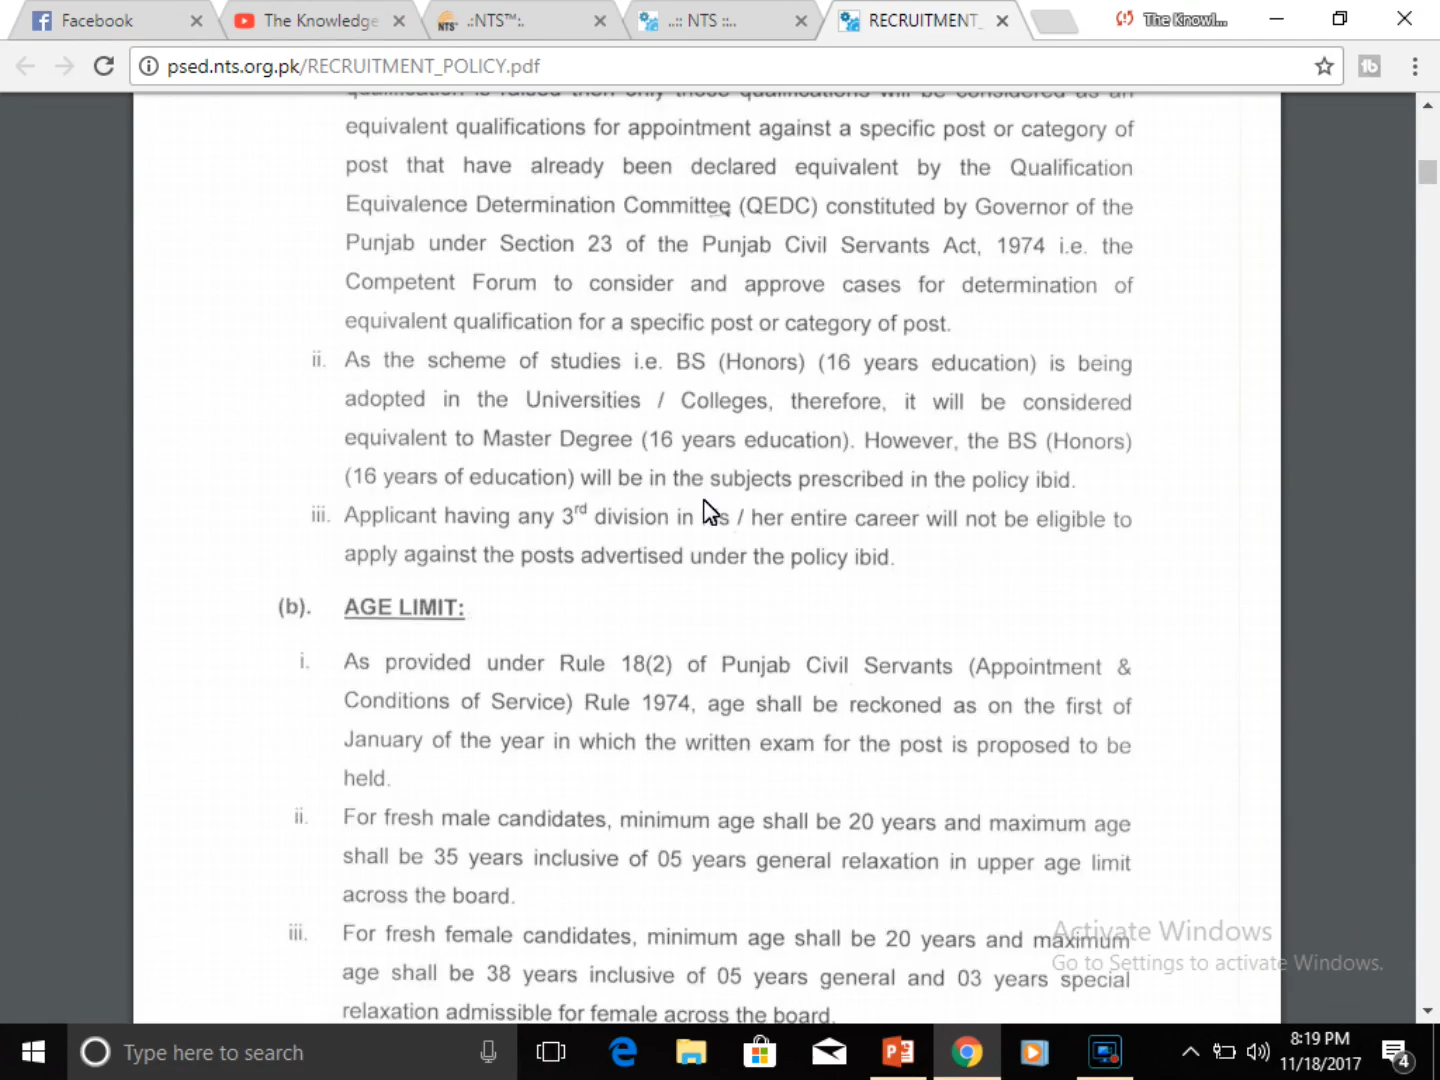 Facebook
The Knowledge
.:NTS™:.
..:: NTS ::..
RECRUITMENT_
The Knowl...
psed.nts.org.pk/RECRUITMENT_POLICY.pdf
equivalent qualifications for appointment against a specific post or category of
post that have already been declared equivalent by the Qualification
Equivalence Determination Committee (QEDC) constituted by Governor of the
Punjab under Section 23 of the Punjab Civil Servants Act, 1974 i.e. the
Competent Forum to consider and approve cases for determination of
equivalent qualification for a specific post or category of post.
ii. As the scheme of studies i.e. BS (Honors) (16 years education) is being
adopted in the Universities / Colleges, therefore, it will be considered
equivalent to Master Degree (16 years education). However, the BS (Honors)
(16 years of education) will be in the subjects prescribed in the policy ibid.
iii. Applicant having any 3rd division in / her entire career will not be eligible to
apply against the posts advertised under the policy ibid.
(b). AGE LIMIT:
i. As provided under Rule 18(2) of Punjab Civil Servants (Appointment &
Conditions of Service) Rule 1974, age shall be reckoned as on the first of
January of the year in which the written exam for the post is proposed to be
held.
ii. For fresh male candidates, minimum age shall be 20 years and maximum age
shall be 35 years inclusive of 05 years general relaxation in upper age limit
across the board.
iii. For fresh female candidates, minimum age shall be 20 years and maximum
age shall be 38 years inclusive of 05 years general and 03 years special
relaxation admissible for female across the board.
Activate Windows
Go to Settings to activate Windows.
Type here to search
8:19 PM
11/18/2017
4